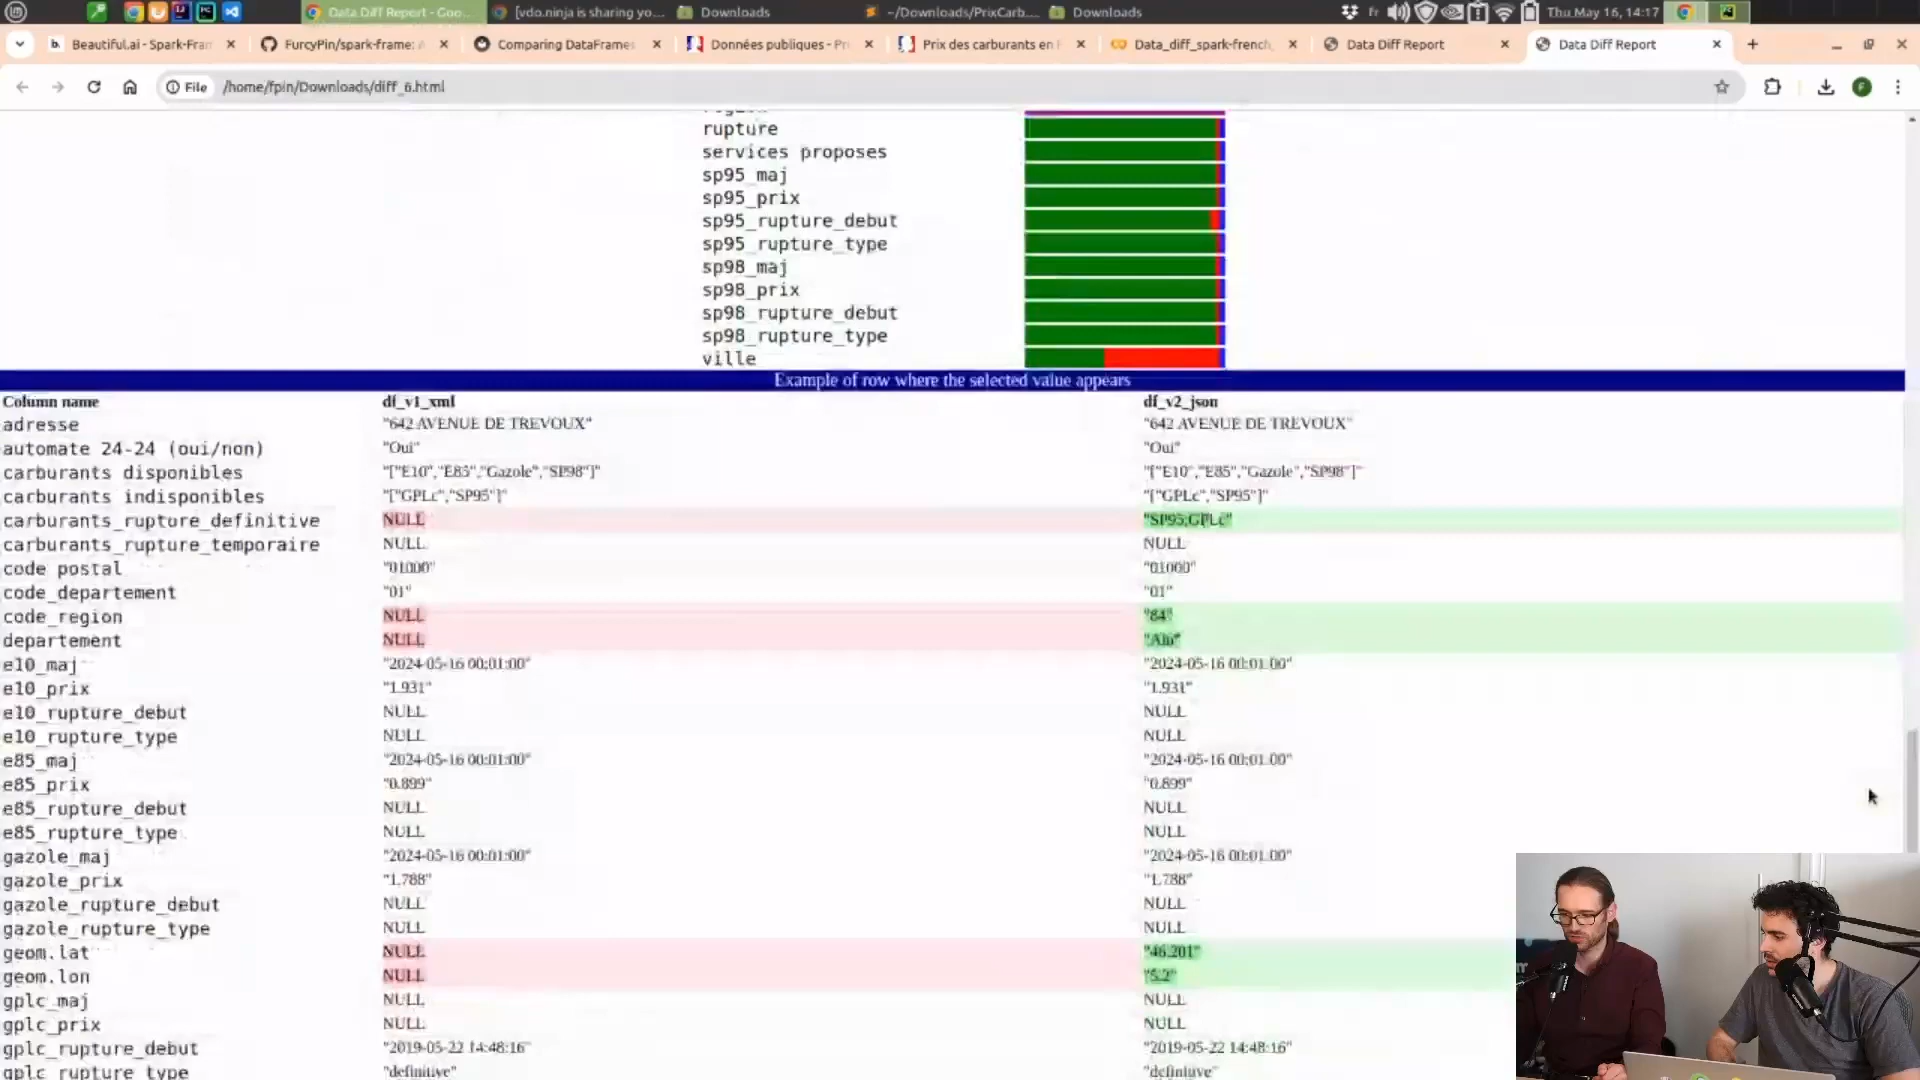 Data Diff Report - Goo...
[vdo.ninja is sharing yo...
Downloads
~/Downloads/PrixCarb...
Downloads
fr
Thu May 16, 14:17
Beautiful.ai - Spark-Fram
FurcyPin/spark-frame: A
Comparing DataFrames
Données publiques - Pri
Prix des carburants en F
Data_diff_spark-french_
Data Diff Report
Data Diff Report
File
/home/fpin/Downloads/diff_6.html
rupture
services proposes
sp95_maj
sp95_prix
sp95_rupture_debut
sp95_rupture_type
sp98_maj
sp98_prix
sp98_rupture_debut
sp98_rupture_type
ville
Example of row where the selected value appears
Column name df_v1_xml df_v2_json
adresse "642 AVENUE DE TREVOUX" "642 AVENUE DE TREVOUX"
automate 24-24 (oui/non) "Oui" "Oui"
carburants disponibles "["E10","E85","Gazole","SP98"]" "["E10","E85","Gazole","SP98"]"
carburants indisponibles "["GPLc","SP95"]" "["GPLc","SP95"]"
carburants_rupture_definitive NULL "SP95;GPLc"
carburants_rupture_temporaire NULL NULL
code postal "01000" "01000"
code_departement "01" "01"
code_region NULL "84"
departement NULL "Ain"
e10_maj "2024-05-16 00:01:00" "2024-05-16 00:01:00"
e10_prix "1.931" "1.931"
e10_rupture_debut NULL NULL
e10_rupture_type NULL NULL
e85_maj "2024-05-16 00:01:00" "2024-05-16 00:01:00"
e85_prix "0.899" "0.899"
e85_rupture_debut NULL NULL
e85_rupture_type NULL NULL
gazole_maj "2024-05-16 00:01:00" "2024-05-16 00:01:00"
gazole_prix "1.788" "1.788"
gazole_rupture_debut NULL NULL
gazole_rupture_type NULL NULL
geom.lat NULL "46.201"
geom.lon NULL "5.2"
gplc_maj NULL NULL
gplc_prix NULL NULL
gplc_rupture_debut "2019-05-22 14:48:16" "2019-05-22 14:48:16"
gplc_rupture_type "definitive" "definitive"